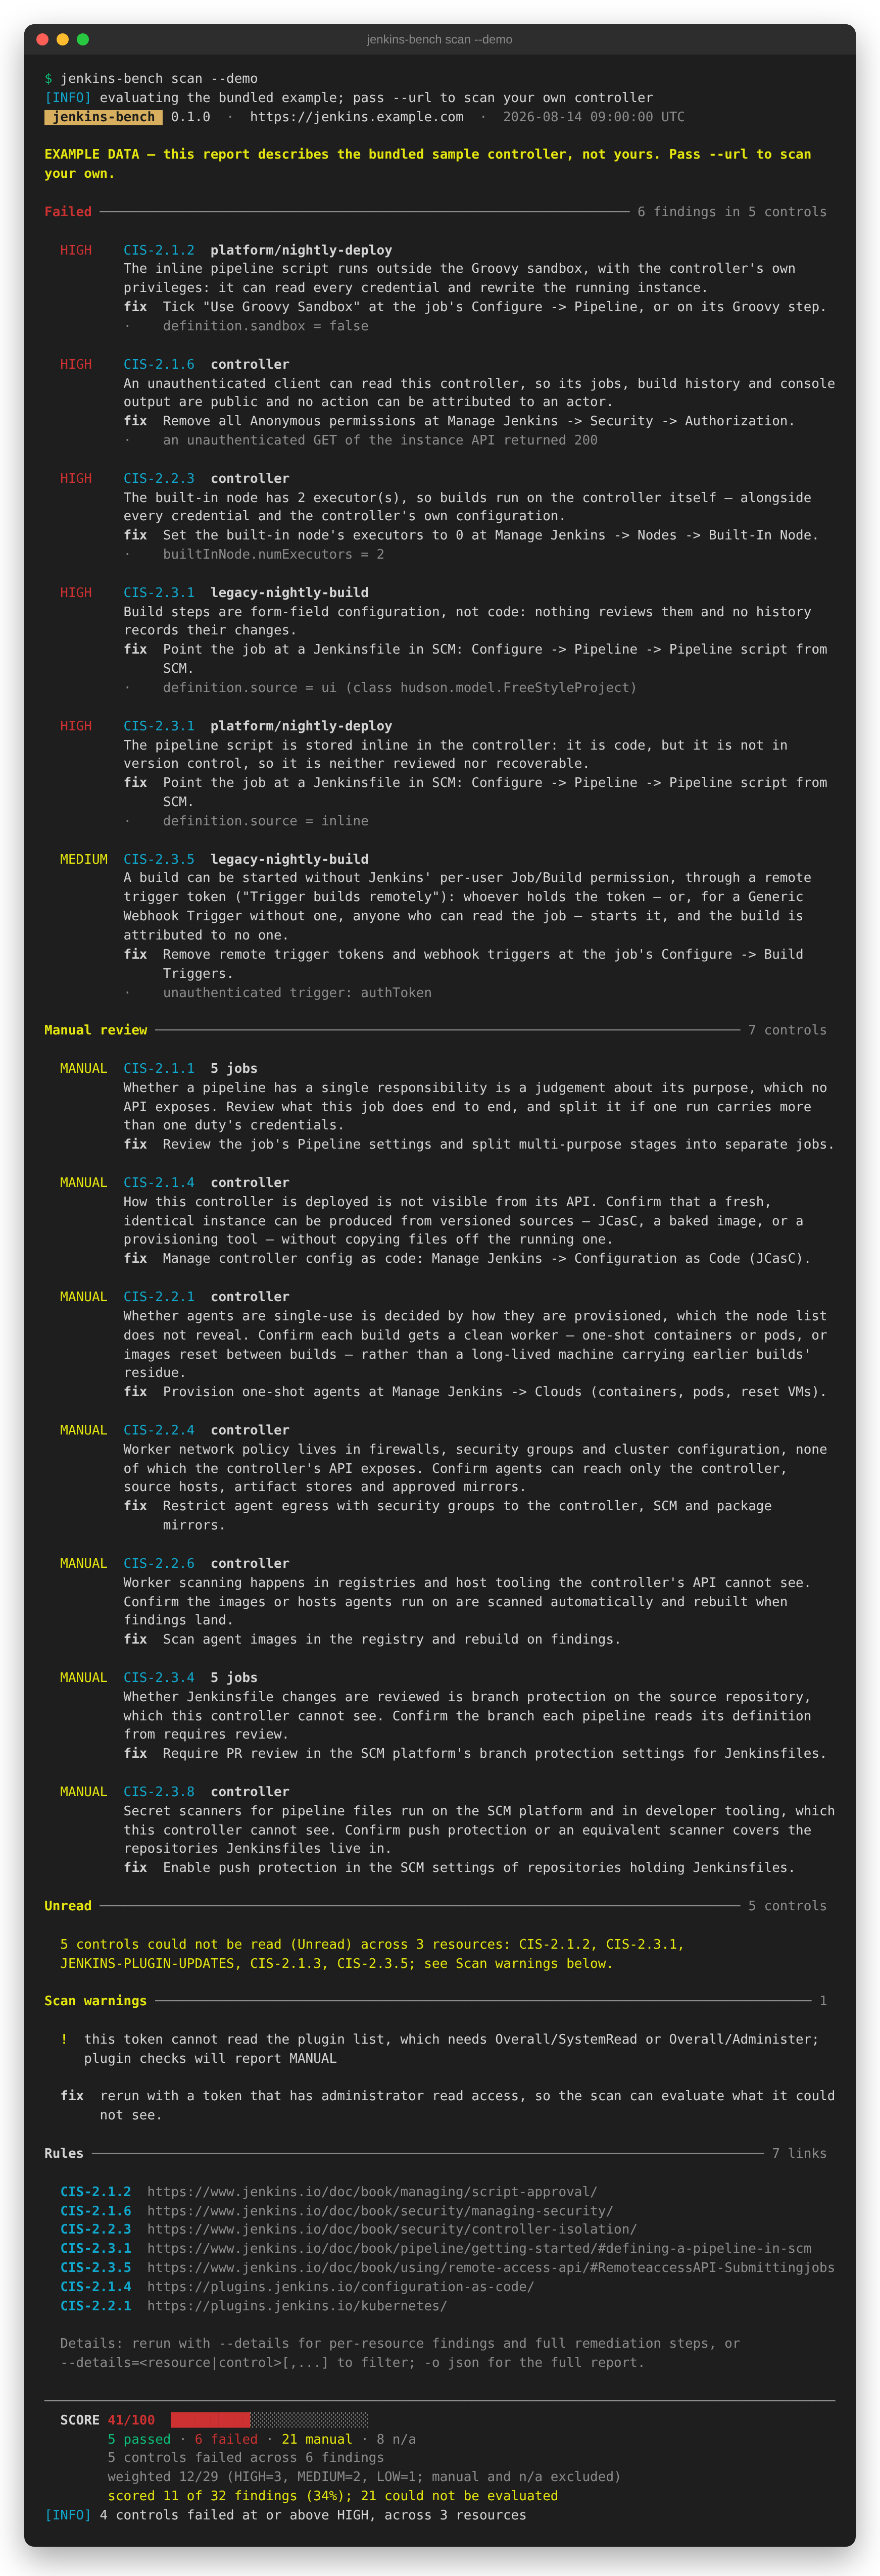 jenkins-bench scan --demo
$ jenkins-bench scan --demo
[INFO] evaluating the bundled example; pass --url to scan your own controller
jenkins-bench 0.1.0 · https://jenkins.example.com · 2026-08-14 09:00:00 UTC
EXAMPLE DATA — this report describes the bundled sample controller, not yours. Pass --url to scan
your own.
Failed 6 findings in 5 controls
HIGH CIS-2.1.2 platform/nightly-deploy
The inline pipeline script runs outside the Groovy sandbox, with the controller's own
privileges: it can read every credential and rewrite the running instance.
fix Tick "Use Groovy Sandbox" at the job's Configure -> Pipeline, or on its Groovy step.
· definition.sandbox = false
HIGH CIS-2.1.6 controller
An unauthenticated client can read this controller, so its jobs, build history and console
output are public and no action can be attributed to an actor.
fix Remove all Anonymous permissions at Manage Jenkins -> Security -> Authorization.
· an unauthenticated GET of the instance API returned 200
HIGH CIS-2.2.3 controller
The built-in node has 2 executor(s), so builds run on the controller itself — alongside
every credential and the controller's own configuration.
fix Set the built-in node's executors to 0 at Manage Jenkins -> Nodes -> Built-In Node.
· builtInNode.numExecutors = 2
HIGH CIS-2.3.1 legacy-nightly-build
Build steps are form-field configuration, not code: nothing reviews them and no history
records their changes.
fix Point the job at a Jenkinsfile in SCM: Configure -> Pipeline -> Pipeline script from
SCM.
· definition.source = ui (class hudson.model.FreeStyleProject)
HIGH CIS-2.3.1 platform/nightly-deploy
The pipeline script is stored inline in the controller: it is code, but it is not in
version control, so it is neither reviewed nor recoverable.
fix Point the job at a Jenkinsfile in SCM: Configure -> Pipeline -> Pipeline script from
SCM.
· definition.source = inline
MEDIUM CIS-2.3.5 legacy-nightly-build
A build can be started without Jenkins' per-user Job/Build permission, through a remote
trigger token ("Trigger builds remotely"): whoever holds the token — or, for a Generic
Webhook Trigger without one, anyone who can read the job — starts it, and the build is
attributed to no one.
fix Remove remote trigger tokens and webhook triggers at the job's Configure -> Build
Triggers.
· unauthenticated trigger: authToken
Manual review 7 controls
MANUAL CIS-2.1.1 5 jobs
Whether a pipeline has a single responsibility is a judgement about its purpose, which no
API exposes. Review what this job does end to end, and split it if one run carries more
than one duty's credentials.
fix Review the job's Pipeline settings and split multi-purpose stages into separate jobs.
MANUAL CIS-2.1.4 controller
How this controller is deployed is not visible from its API. Confirm that a fresh,
identical instance can be produced from versioned sources — JCasC, a baked image, or a
provisioning tool — without copying files off the running one.
fix Manage controller config as code: Manage Jenkins -> Configuration as Code (JCasC).
MANUAL CIS-2.2.1 controller
Whether agents are single-use is decided by how they are provisioned, which the node list
does not reveal. Confirm each build gets a clean worker — one-shot containers or pods, or
images reset between builds — rather than a long-lived machine carrying earlier builds'
residue.
fix Provision one-shot agents at Manage Jenkins -> Clouds (containers, pods, reset VMs).
MANUAL CIS-2.2.4 controller
Worker network policy lives in firewalls, security groups and cluster configuration, none
of which the controller's API exposes. Confirm agents can reach only the controller,
source hosts, artifact stores and approved mirrors.
fix Restrict agent egress with security groups to the controller, SCM and package
mirrors.
MANUAL CIS-2.2.6 controller
Worker scanning happens in registries and host tooling the controller's API cannot see.
Confirm the images or hosts agents run on are scanned automatically and rebuilt when
findings land.
fix Scan agent images in the registry and rebuild on findings.
MANUAL CIS-2.3.4 5 jobs
Whether Jenkinsfile changes are reviewed is branch protection on the source repository,
which this controller cannot see. Confirm the branch each pipeline reads its definition
from requires review.
fix Require PR review in the SCM platform's branch protection settings for Jenkinsfiles.
MANUAL CIS-2.3.8 controller
Secret scanners for pipeline files run on the SCM platform and in developer tooling, which
this controller cannot see. Confirm push protection or an equivalent scanner covers the
repositories Jenkinsfiles live in.
fix Enable push protection in the SCM settings of repositories holding Jenkinsfiles.
Unread 5 controls
5 controls could not be read (Unread) across 3 resources: CIS-2.1.2, CIS-2.3.1,
JENKINS-PLUGIN-UPDATES, CIS-2.1.3, CIS-2.3.5; see Scan warnings below.
Scan warnings 1
! this token cannot read the plugin list, which needs Overall/SystemRead or Overall/Administer;
plugin checks will report MANUAL
fix rerun with a token that has administrator read access, so the scan can evaluate what it could
not see.
Rules 7 links
CIS-2.1.2 https://www.jenkins.io/doc/book/managing/script-approval/
CIS-2.1.6 https://www.jenkins.io/doc/book/security/managing-security/
CIS-2.2.3 https://www.jenkins.io/doc/book/security/controller-isolation/
CIS-2.3.1 https://www.jenkins.io/doc/book/pipeline/getting-started/#defining-a-pipeline-in-scm
CIS-2.3.5 https://www.jenkins.io/doc/book/using/remote-access-api/#RemoteaccessAPI-Submittingjobs
CIS-2.1.4 https://plugins.jenkins.io/configuration-as-code/
CIS-2.2.1 https://plugins.jenkins.io/kubernetes/
Details: rerun with --details for per-resource findings and full remediation steps, or
--details=<resource|control>[,...] to filter; -o json for the full report.
SCORE 41/100
5 passed · 6 failed · 21 manual · 8 n/a
5 controls failed across 6 findings
weighted 12/29 (HIGH=3, MEDIUM=2, LOW=1; manual and n/a excluded)
scored 11 of 32 findings (34%); 21 could not be evaluated
[INFO] 4 controls failed at or above HIGH, across 3 resources